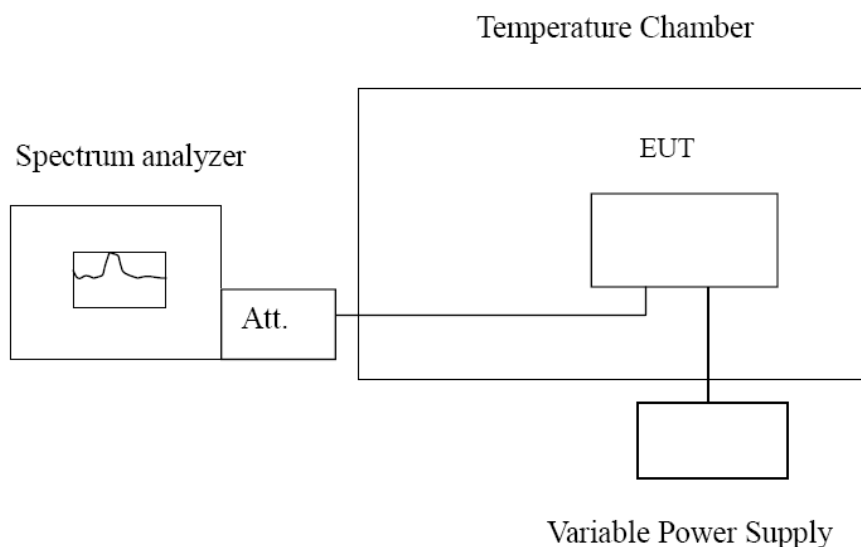 Temperature Chamber
Spectrum analyzer
EUT
Att.
Variable Power Supply